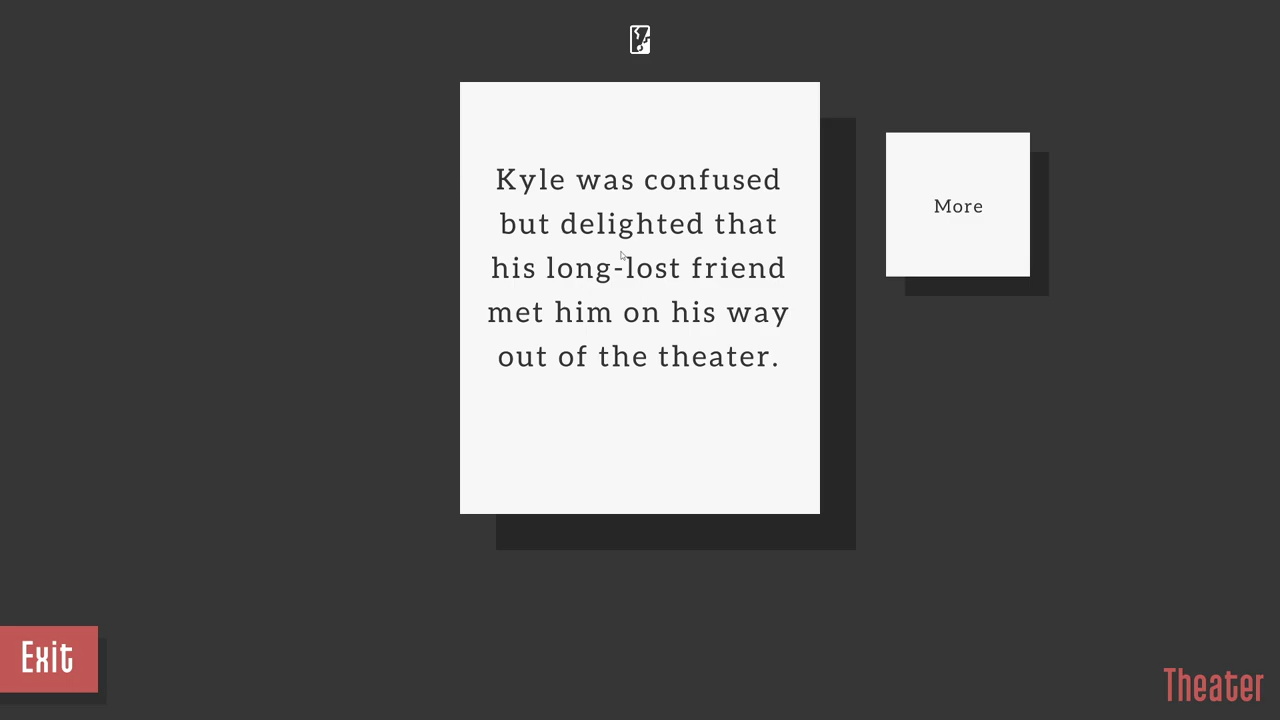 Kyle was confused
but delighted that
his long-lost friend
met him on his way
out of the theater.
More
Exit
Theater